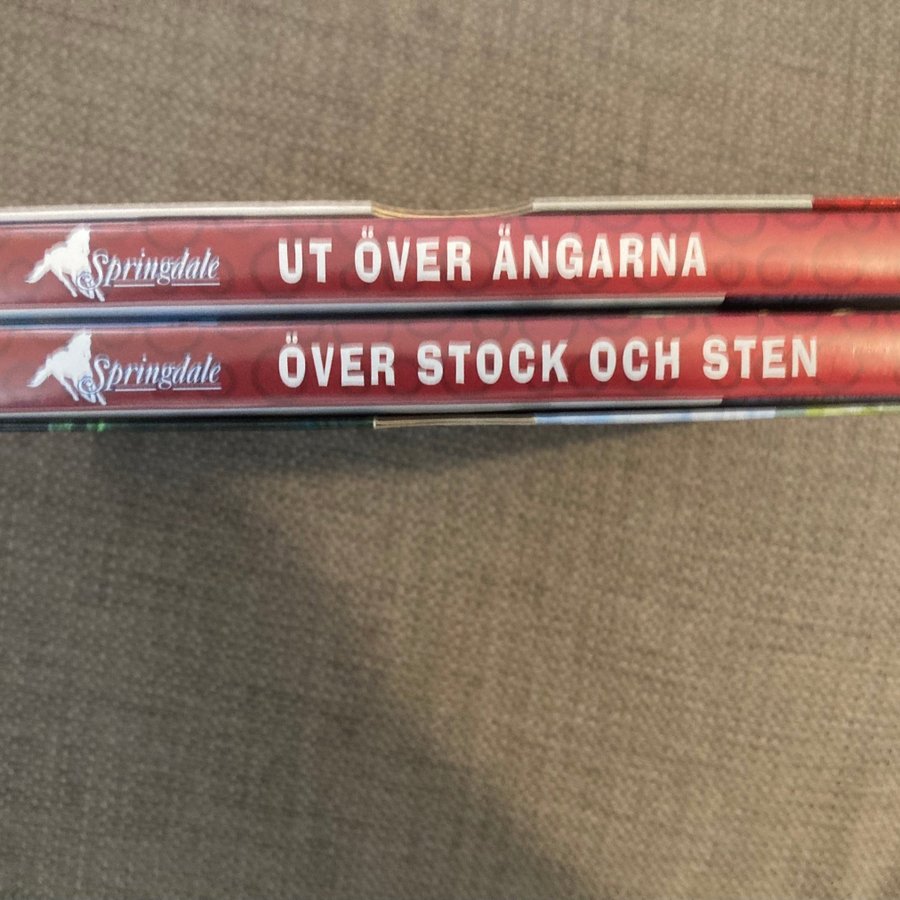 Springdale UT ÖVER ÄNGARNA
Springdale ÖVER STOCK OCH STEN